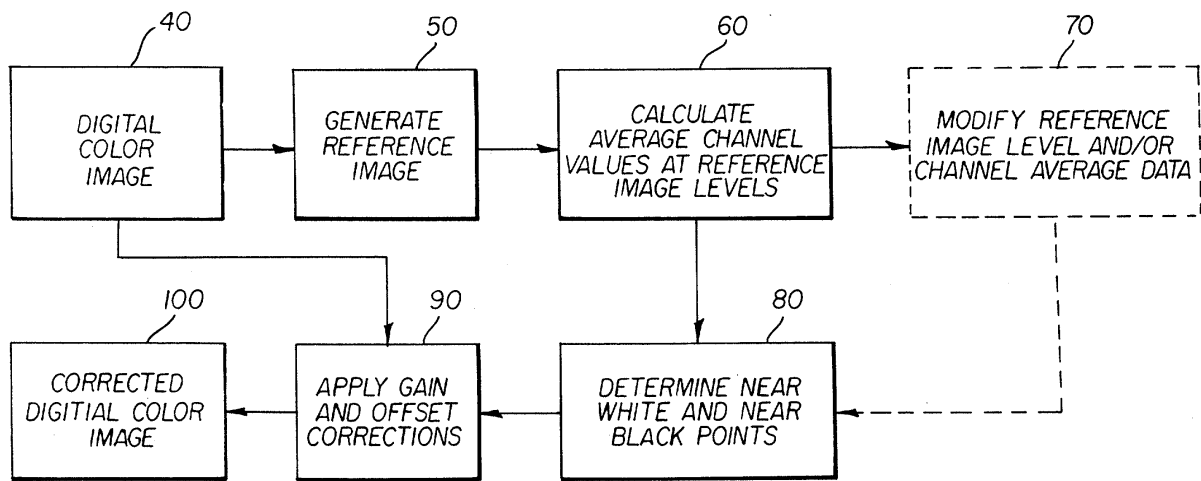 40
50
60
70
DIGITAL
COLOR
IMAGE
GENERATE
REFERENCE
IMAGE
CALCULATE
AVERAGE CHANNEL
VALUES AT REFERENCE
IMAGE LEVELS
MODIFY REFERENCE
IMAGE LEVEL AND/OR
CHANNEL AVERAGE DATA
100
90
80
CORRECTED
DIGITIAL COLOR
IMAGE
APPLY GAIN
AND OFFSET
CORRECTIONS
DETERMINE NEAR
WHITE AND NEAR
BLACK POINTS